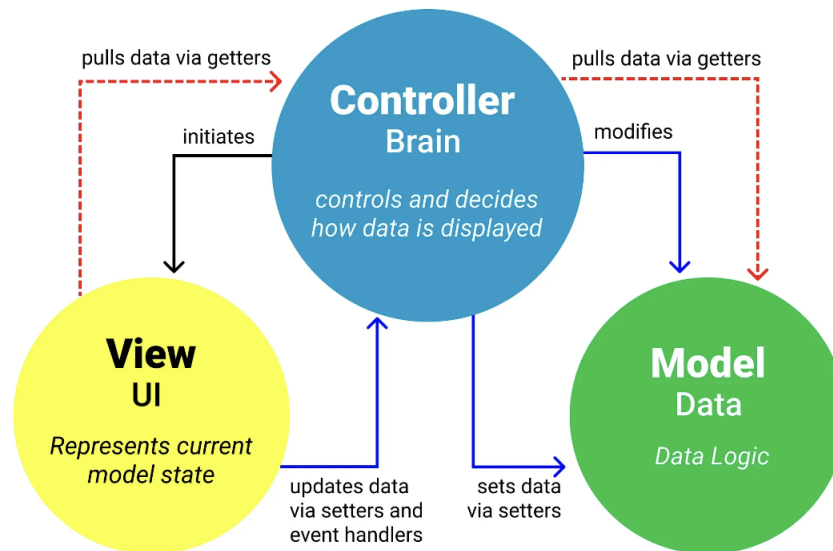 pulls data via getters
pulls data via getters
Controller
Brain
controls and decides
how data is displayed
initiates
modifies
View
UI
Represents current
model state
Model
Data
Data Logic
updates data
via setters and
event handlers
sets data
via setters